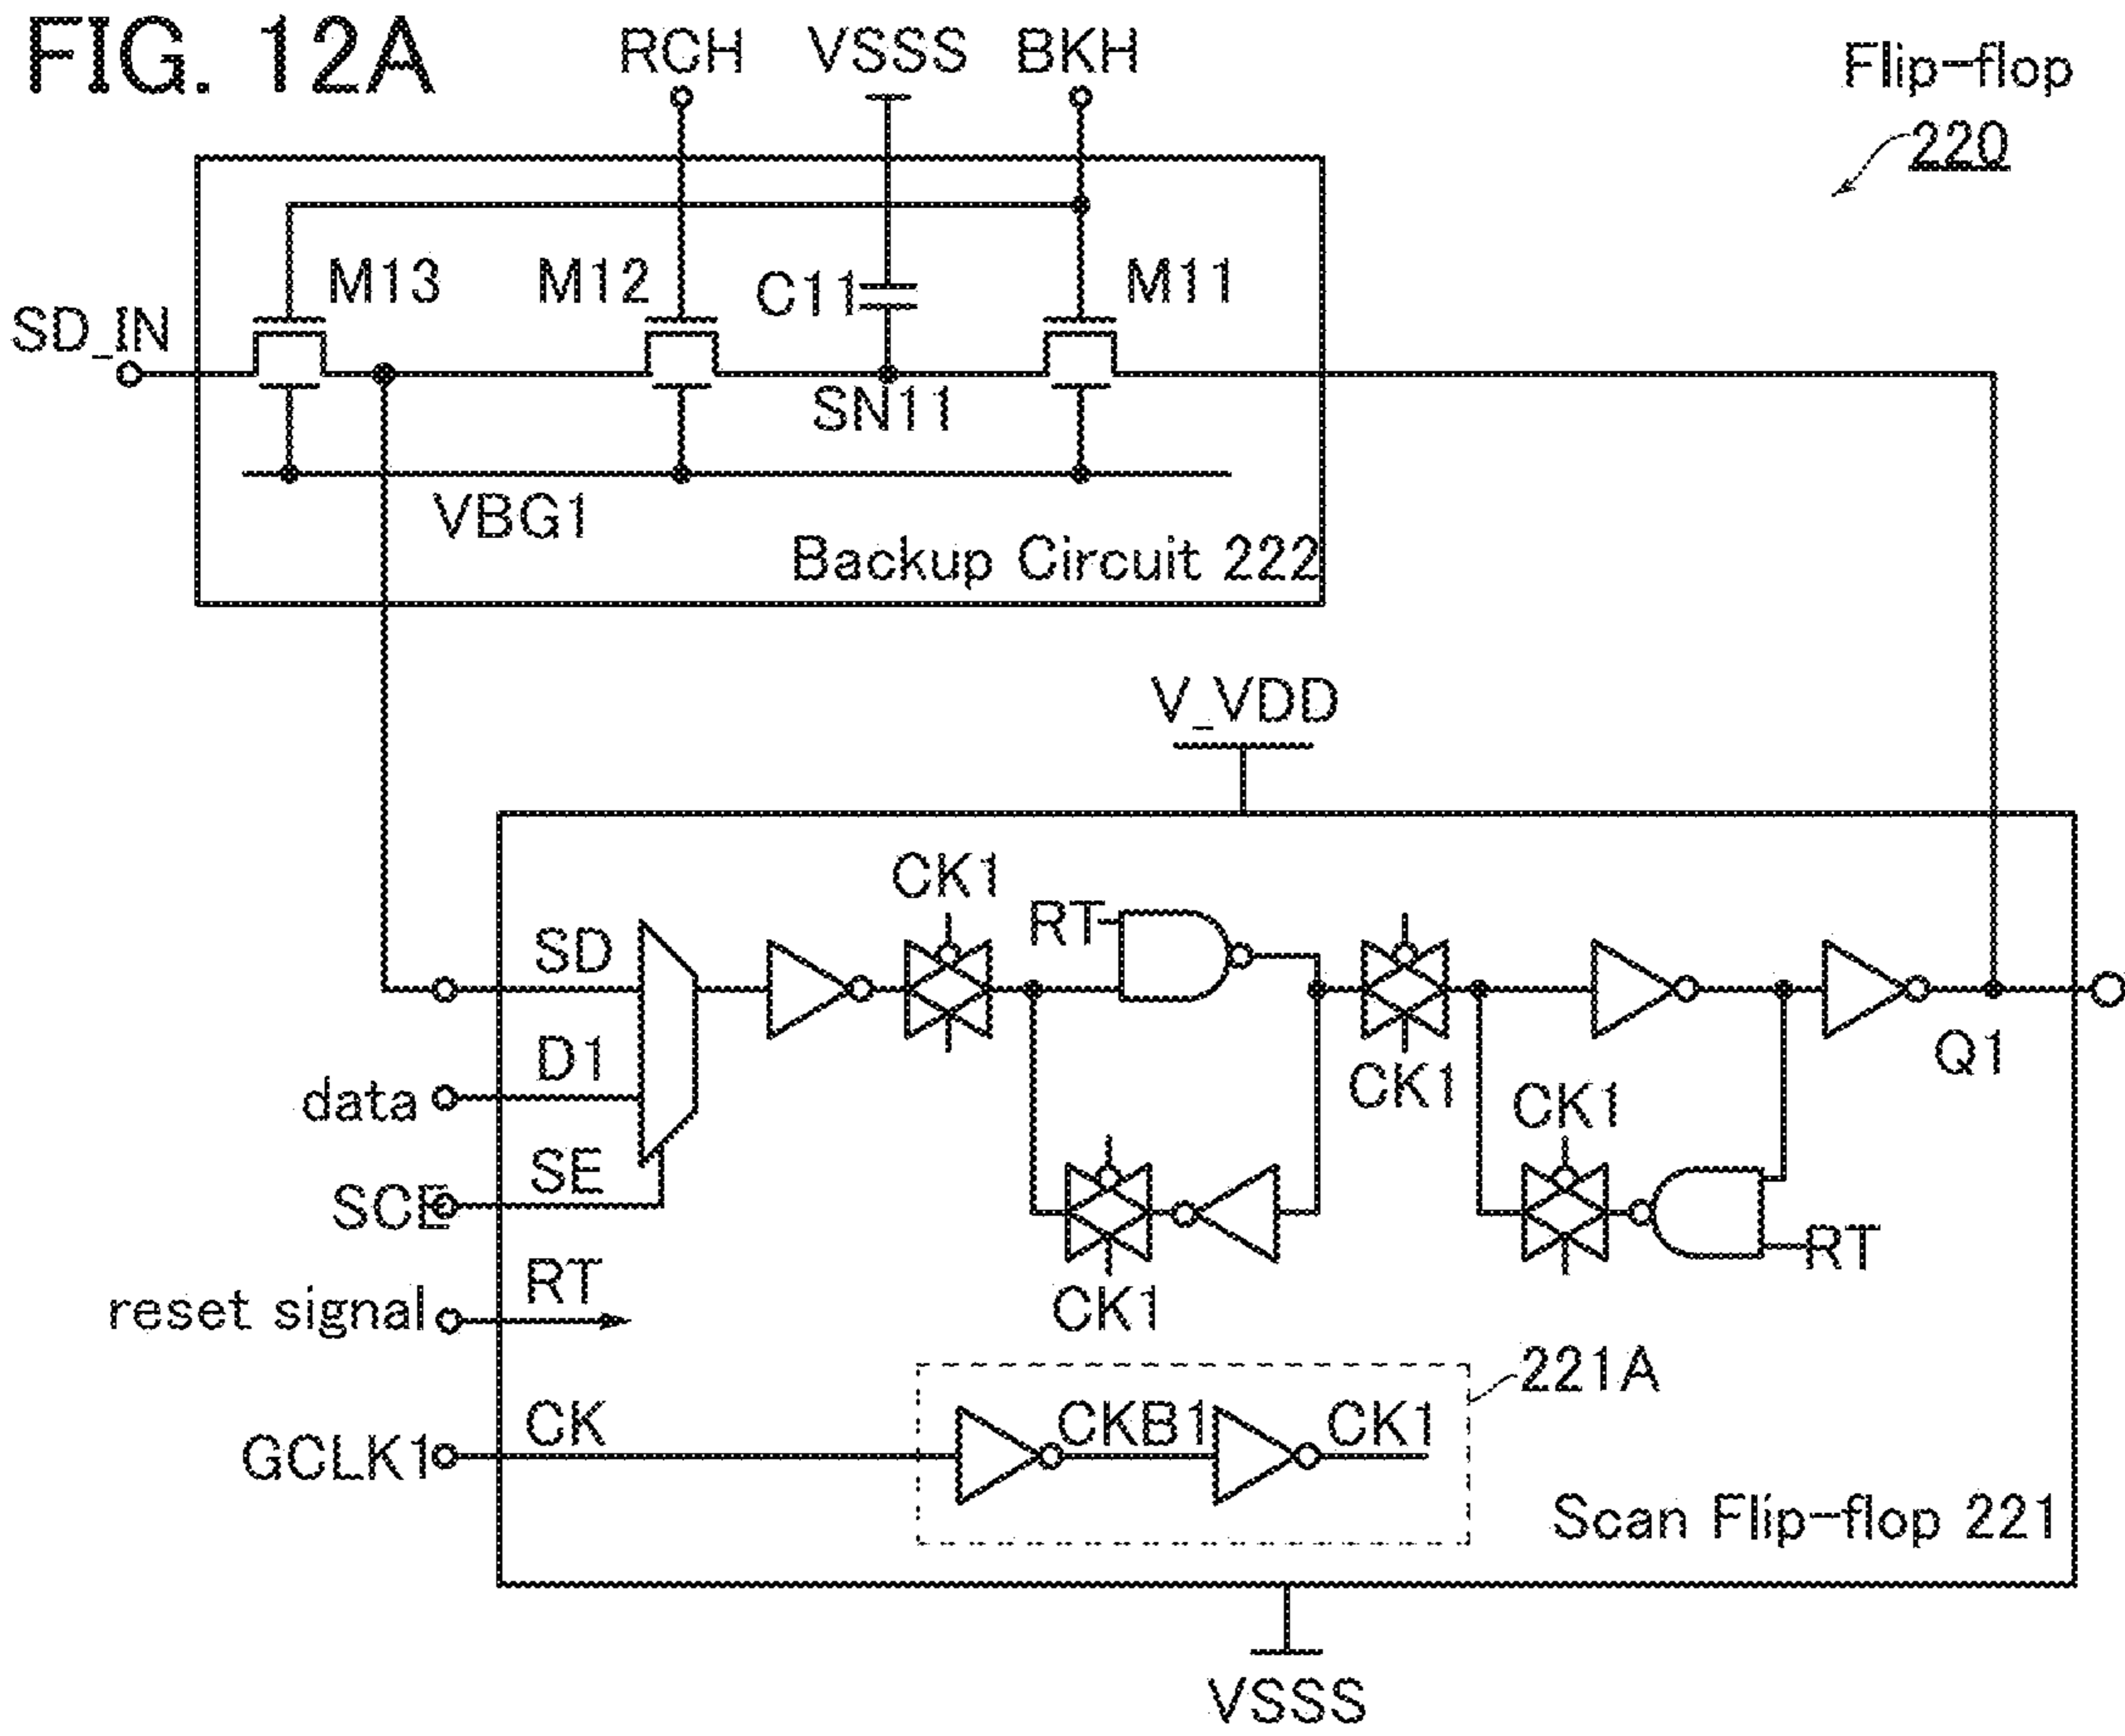 FIG. 12A
RCH VSSS BKH
Flip-flop
220
M13 M12 C11 M11
SD_IN
SN11
VBG1
Backup Circuit 222
V_VDD
CK1
RT
SD
D1
data
CK1
CK1
Q1
SE
SCE
RT
CK1
RT
reset signal
221A
CK
CKB1
CK1
GCLK1
Scan Flip-flop 221
VSSS